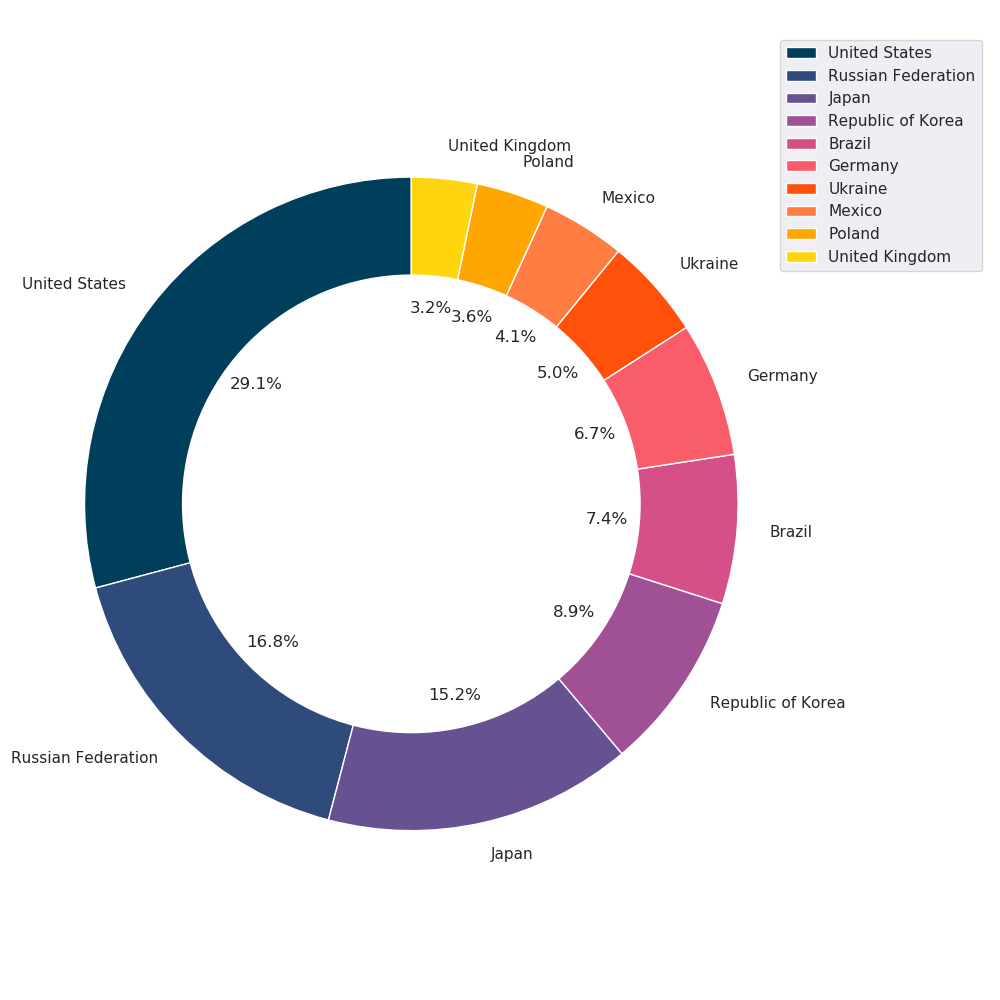 United States
Russian Federation
Japan
Republic of Korea
Brazil
Germany
Ukraine
Mexico
Poland
United Kingdom
United Kingdom
Poland
Mexico
Ukraine
United States
Germany
Brazil
Republic of Korea
Russian Federation
Japan
3.2%
3.6%
4.1%
5.0%
29.1%
6.7%
7.4%
8.9%
16.8%
15.2%